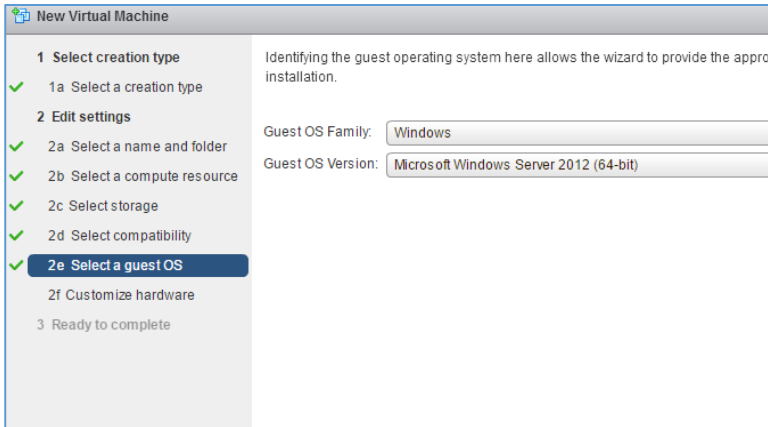 New Virtual Machine
1 Select creation type
1a Select a creation type
2 Edit settings
2a Select a name and folder
2b Select a compute resource
2c Select storage
2d Select compatibility
2e Select a guest OS
2f Customize hardware
3 Ready to complete
Identifying the guest operating system here allows the wizard to provide the appro
installation.
Guest OS Family: Windows
Guest OS Version: Microsoft Windows Server 2012 (64-bit)